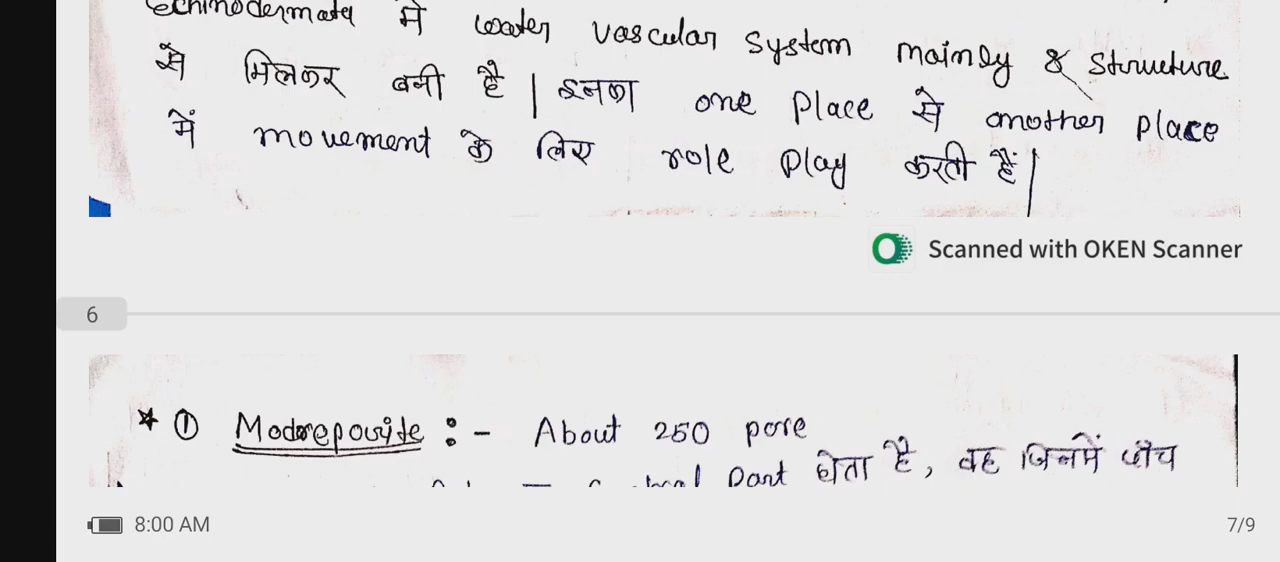 Echinodermata में water vascular system mainly 8 structure
से मिलकर बनी है | इनका one place से another place
में movement के लिए role play करती हैं |
Scanned with OKEN Scanner
6
* ① Madreporite :- About 250 pore
part होता है, वह जिनमें पाँच
8:00 AM
7/9